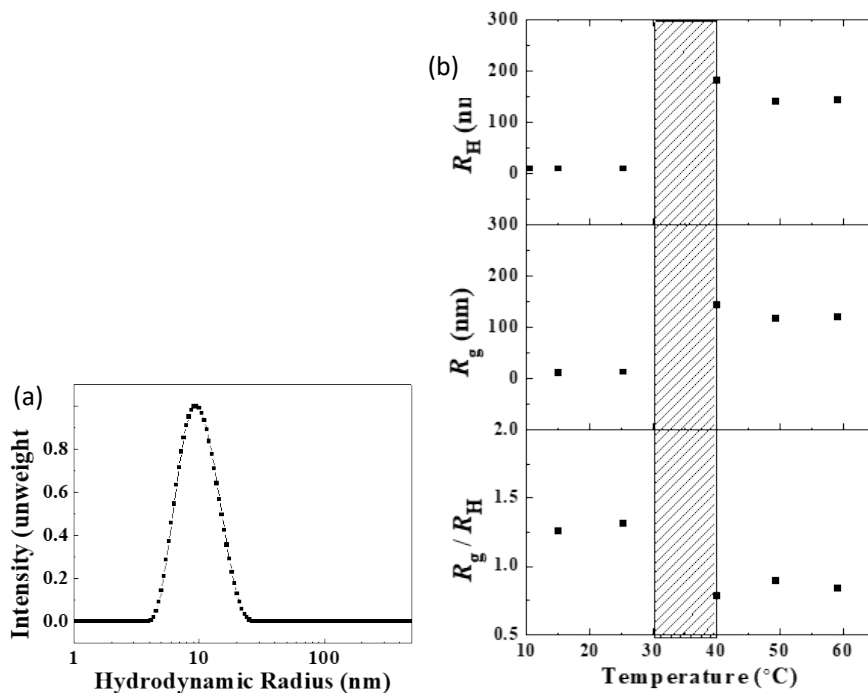 (a)
Intensity (unweight
0.8
0.6
0.4
0.2
0.0
1 10 100
Hydrodynamic Radius (nm)
(b)
300
200
100
0
R_H (nn
300
200
100
0
R_g (nm)
2.0
1.5
1.0
0.5
R_g / R_H
10 20 30 40 50 60
Temperature (°C)